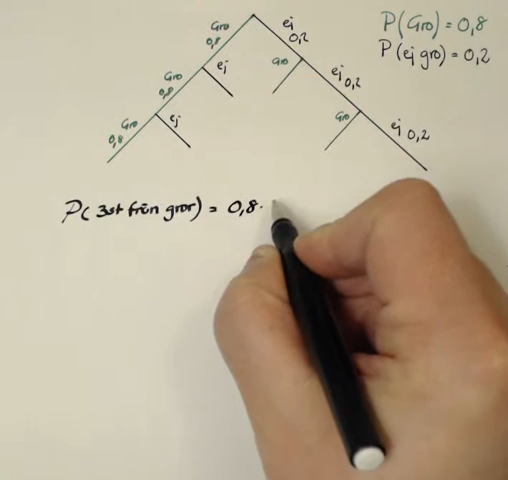 P(Gro) = 0,8
P(ej gro) = 0,2
Gro
0,8
ej
0,2
Gro
0,8
ej
Gro
ej 0,2
Gro
0,8
ej
Gro
ej 0,2
P(3st frön gror) = 0,8·